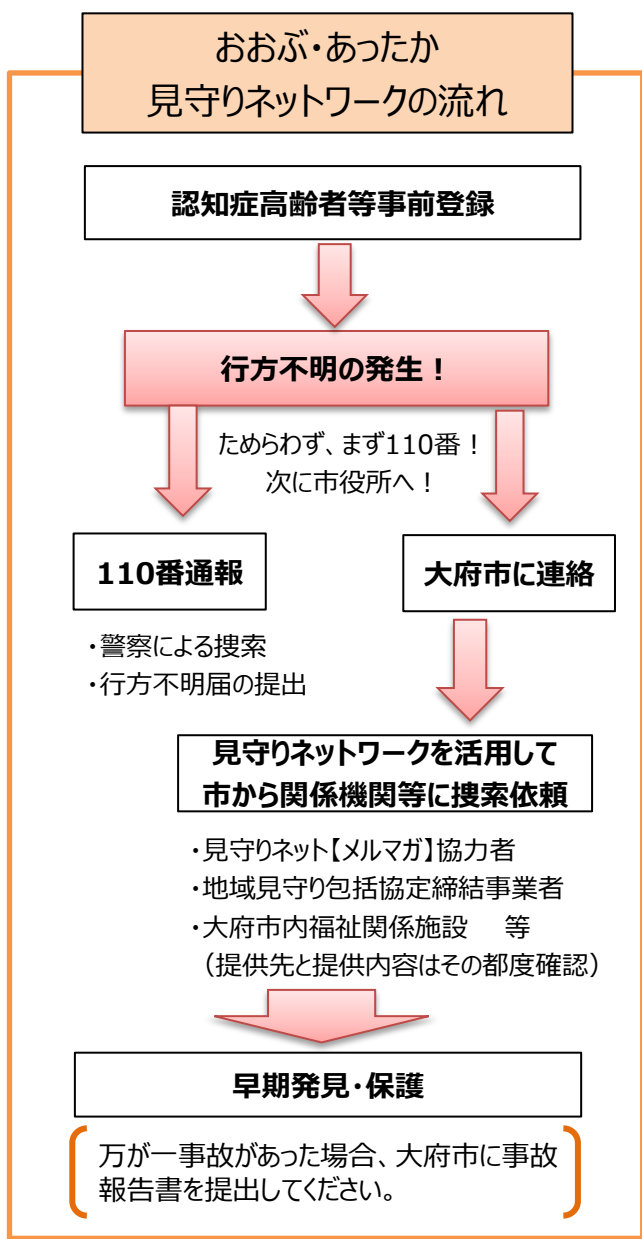 おおぶ・あったか
見守りネットワークの流れ
認知症高齢者等事前登録
行方不明の発生！
ためらわず、まず110番！
次に市役所へ！
110番通報
大府市に連絡
・警察による捜索
・行方不明届の提出
見守りネットワークを活用して
市から関係機関等に捜索依頼
・見守りネット【メルマガ】協力者
・地域見守り包括協定締結事業者
・大府市内福祉関係施設　等
（提供先と提供内容はその都度確認）
早期発見・保護
万が一事故があった場合、大府市に事故
報告書を提出してください。